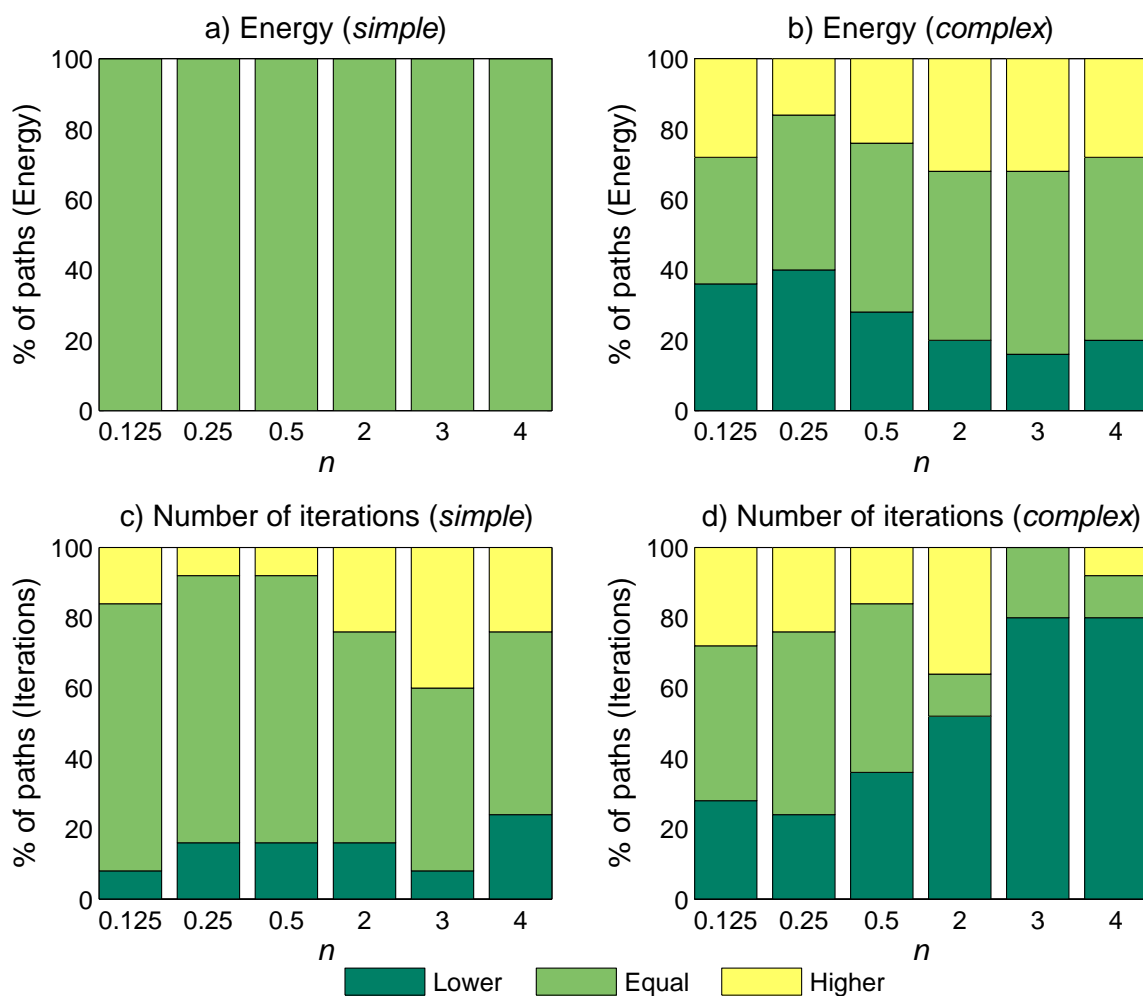 a) Energy (simple)
% of paths (Energy)
100
80
60
40
20
0
0.125 0.25 0.5 2 3 4
n
b) Energy (complex)
% of paths (Energy)
100
80
60
40
20
0
0.125 0.25 0.5 2 3 4
n
c) Number of iterations (simple)
% of paths (Iterations)
100
80
60
40
20
0
0.125 0.25 0.5 2 3 4
n
d) Number of iterations (complex)
% of paths (Iterations)
100
80
60
40
20
0
0.125 0.25 0.5 2 3 4
n
Lower Equal Higher